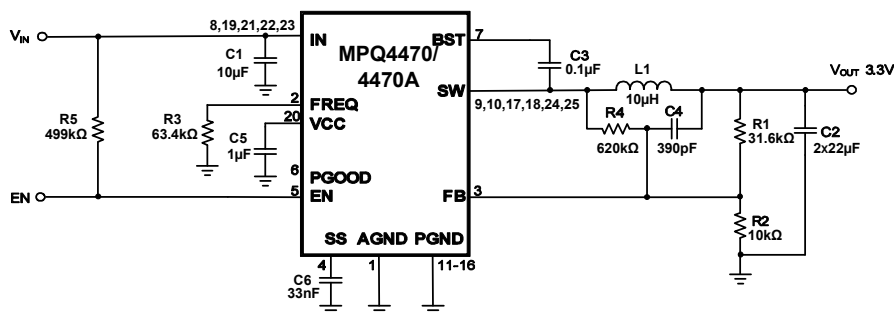 8,19,21,22,23
7
V_IN
IN
BST
C3
0.1μF
C1
10μF
MPQ4470/
4470A
SW
L1
V_OUT 3.3V
10μH
9,10,17,18,24,25
2
FREQ
20
VCC
R5
499kΩ
R3
63.4kΩ
C5
1μF
R4
620kΩ
C4
390pF
R1
31.6kΩ
C2
2x22μF
6
PGOOD
EN
5
EN
FB
3
R2
10kΩ
SS
AGND
PGND
4
1
11-16
C6
33nF